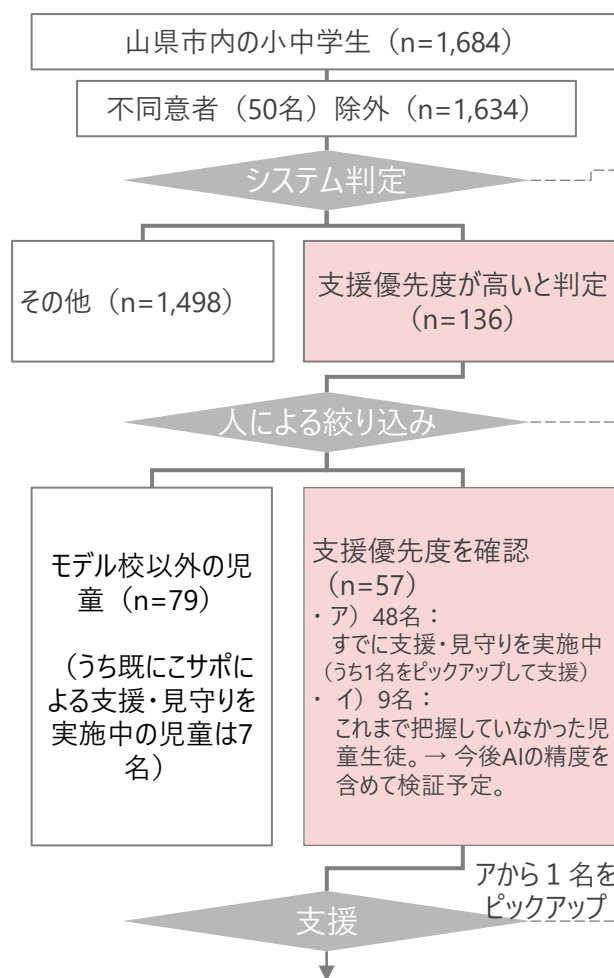 山県市内の小中学生（n=1,684）
不同意者（50名）除外（n=1,634）
システム判定
その他（n=1,498）
支援優先度が高いと判定
（n=136）
人による絞り込み
モデル校以外の児
童（n=79）
（うち既にこサポに
よる支援・見守りを
実施中の児童は7
名）
支援優先度を確認
（n=57）
・ ア）48名：
すでに支援・見守りを実施中
（うち1名をピックアップして支援）
・ イ）9名：
これまで把握していなかった児
童生徒。→ 今後AIの精度を
含めて検証予定。
アから１名を
ピックアップ
支援